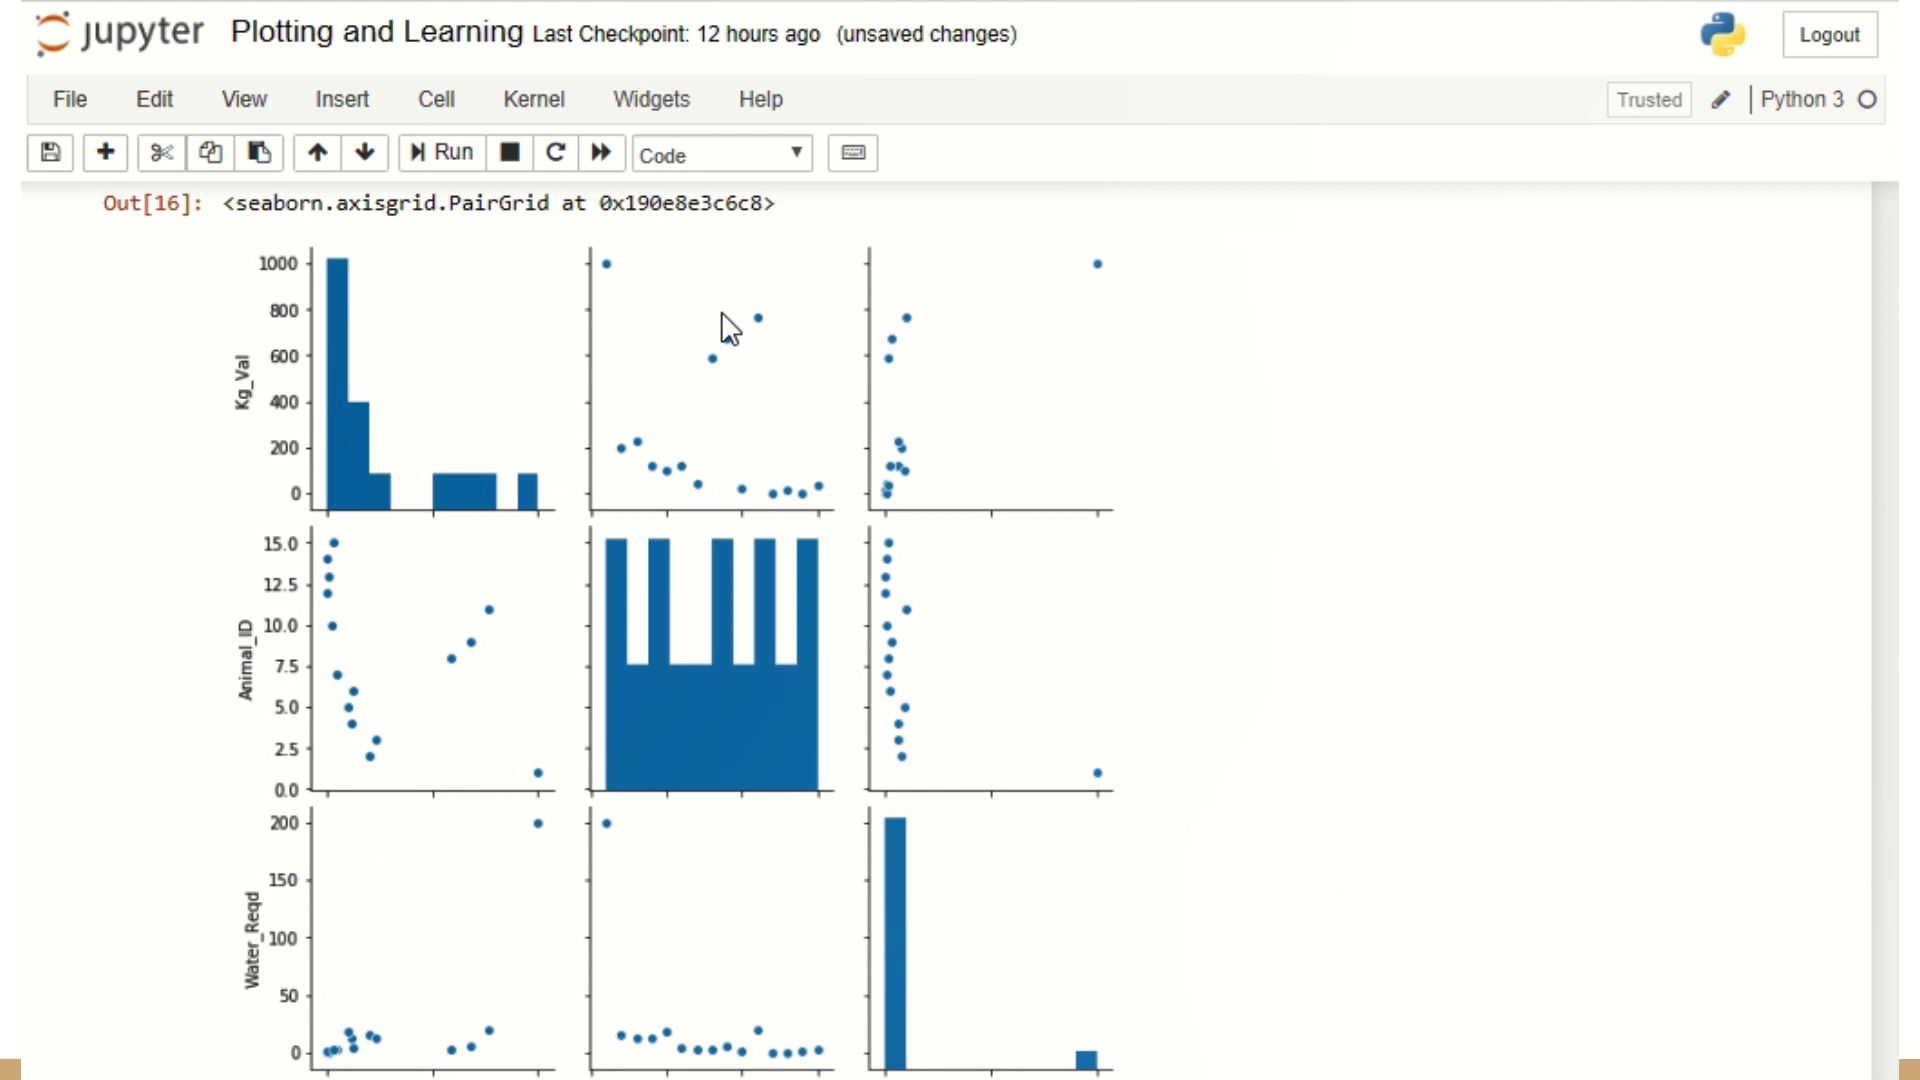 jupyter Plotting and Learning Last Checkpoint: 12 hours ago (unsaved changes) Logout
File Edit View Insert Cell Kernel Widgets Help Trusted Python 3
Run Code
Out[16]: <seaborn.axisgrid.PairGrid at 0x190e8e3c6c8>
1000
800
600
400
200
0
Kg_Val
15.0
12.5
10.0
7.5
5.0
2.5
0.0
Animal_ID
200
150
100
50
0
Water_Reqd